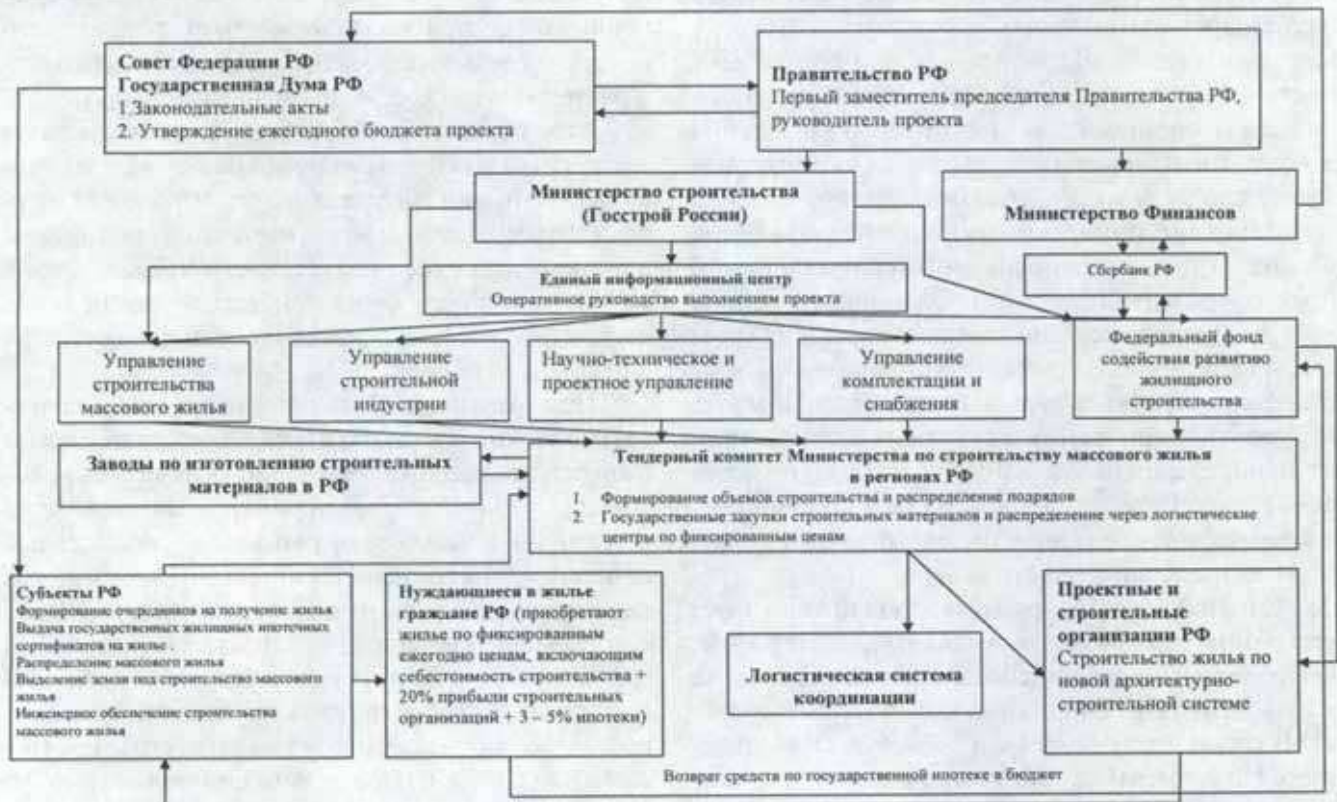 Совет Федерации РФ
Государственная Дума РФ
1.Законодательные акты
2. Утверждение ежегодного бюджета проекта
Правительство РФ
Первый заместитель председателя Правительства РФ,
руководитель проекта
Министерство строительства
(Госстрой России)
Министерство Финансов
Единый информационный центр
Оперативное руководство выполнением проекта
Сбербанк РФ
Управление
строительства
массового жилья
Управление
строительной
индустрии
Научно-техническое и
проектное управление
Управление
комплектации и
снабжения
Федеральный фонд
содействия развитию
жилищного
строительства
Заводы по изготовлению строительных
материалов в РФ
Тендерный комитет Министерства по строительству массового жилья
в регионах РФ
1. Формирование объемов строительства и распределение подрядов
2. Государственные закупки строительных материалов и распределение через логистические
центры по фиксированным ценам
Субъекты РФ
Формирование очередников на получение жилья
Выдача государственных жилищных ипотечных
сертификатов на жилье
Распределение массового жилья
Выделение земли под строительство массового
жилья
Инженерное обеспечение строительства
массового жилья
Нуждающиеся в жилье
граждане РФ (приобретают
жилье по фиксированным
ежегодно ценам, включающим
себестоимость строительства +
20% прибыли строительных
организаций + 3 – 5% ипотеки)
Логистическая система
координации
Проектные и
строительные
организации РФ
Строительство жилья по
новой архитектурно-
строительной системе
Возврат средств по государственной ипотеке в бюджет